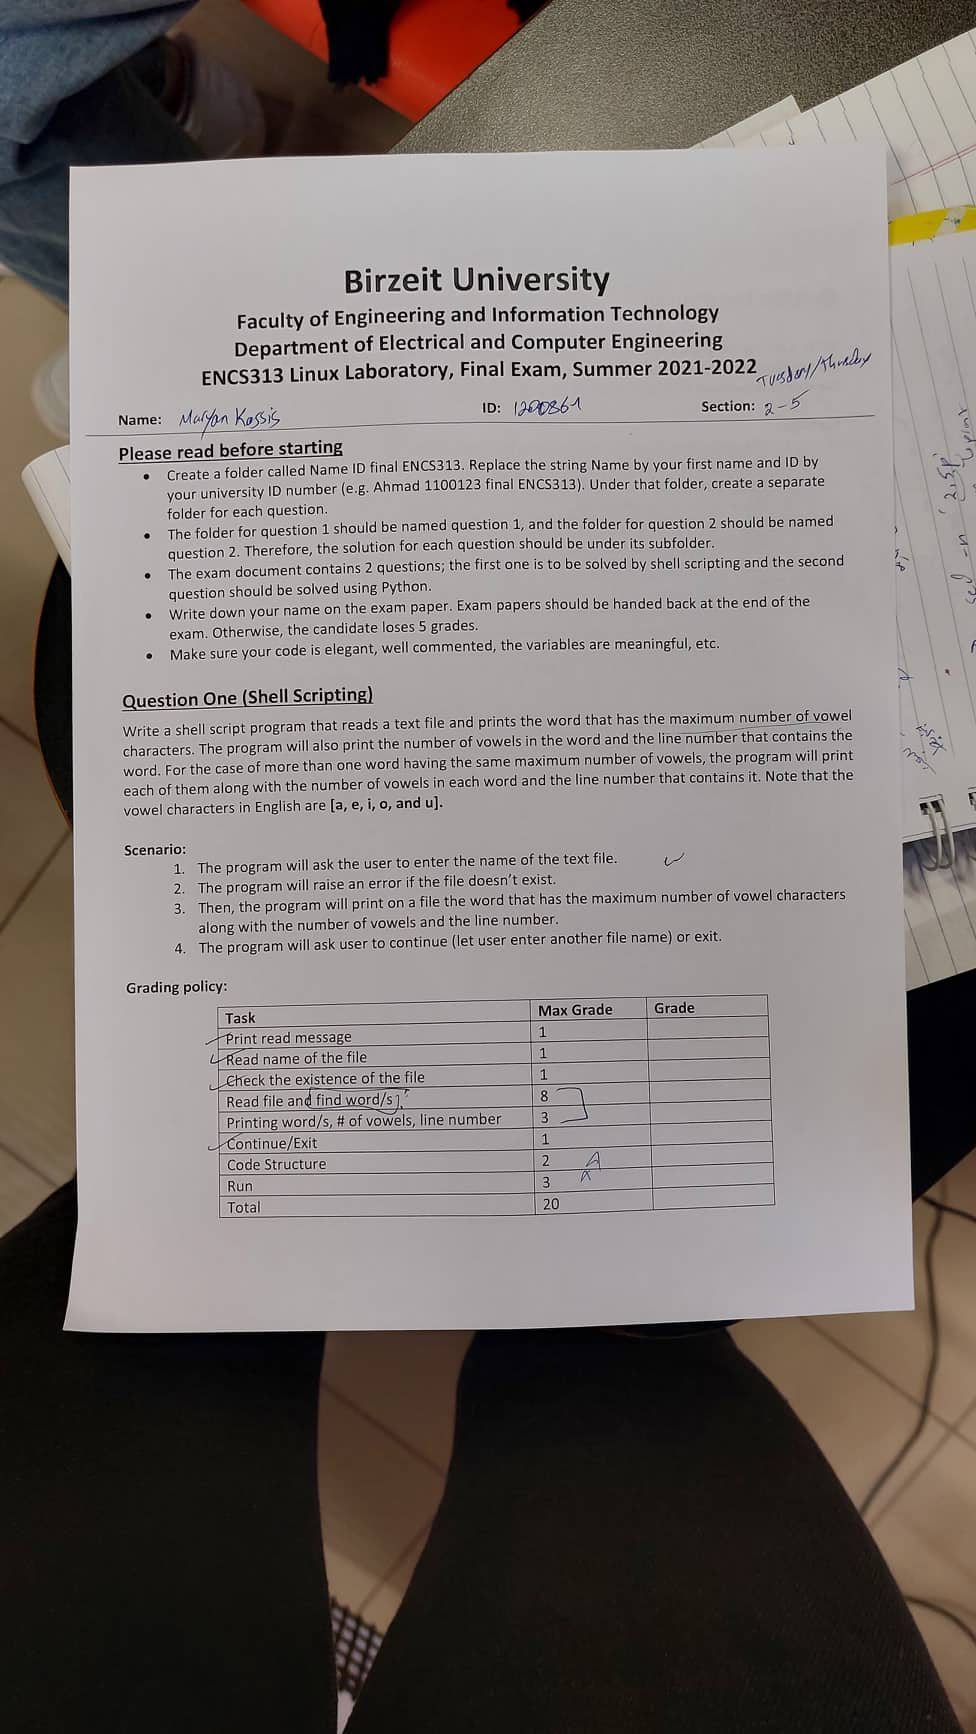 Birzeit University
Faculty of Engineering and Information Technology
Department of Electrical and Computer Engineering
ENCS313 Linux Laboratory, Final Exam, Summer 2021-2022
Tuesday/Thursday
Name: Maryan Kassis ID: 1200861 Section: 2-5
Please read before starting
• Create a folder called Name ID final ENCS313. Replace the string Name by your first name and ID by
your university ID number (e.g. Ahmad 1100123 final ENCS313). Under that folder, create a separate
folder for each question.
• The folder for question 1 should be named question 1, and the folder for question 2 should be named
question 2. Therefore, the solution for each question should be under its subfolder.
• The exam document contains 2 questions; the first one is to be solved by shell scripting and the second
question should be solved using Python.
• Write down your name on the exam paper. Exam papers should be handed back at the end of the
exam. Otherwise, the candidate loses 5 grades.
• Make sure your code is elegant, well commented, the variables are meaningful, etc.
Question One (Shell Scripting)
Write a shell script program that reads a text file and prints the word that has the maximum number of vowel
characters. The program will also print the number of vowels in the word and the line number that contains the
word. For the case of more than one word having the same maximum number of vowels, the program will print
each of them along with the number of vowels in each word and the line number that contains it. Note that the
vowel characters in English are [a, e, i, o, and u].
Scenario:
1. The program will ask the user to enter the name of the text file.
2. The program will raise an error if the file doesn't exist.
3. Then, the program will print on a file the word that has the maximum number of vowel characters
along with the number of vowels and the line number.
4. The program will ask user to continue (let user enter another file name) or exit.
Grading policy:
Task Max Grade Grade
Print read message 1
Read name of the file 1
Check the existence of the file 1
Read file and find word/s 8
Printing word/s, # of vowels, line number 3
Continue/Exit 1
Code Structure 2
Run 3
Total 20